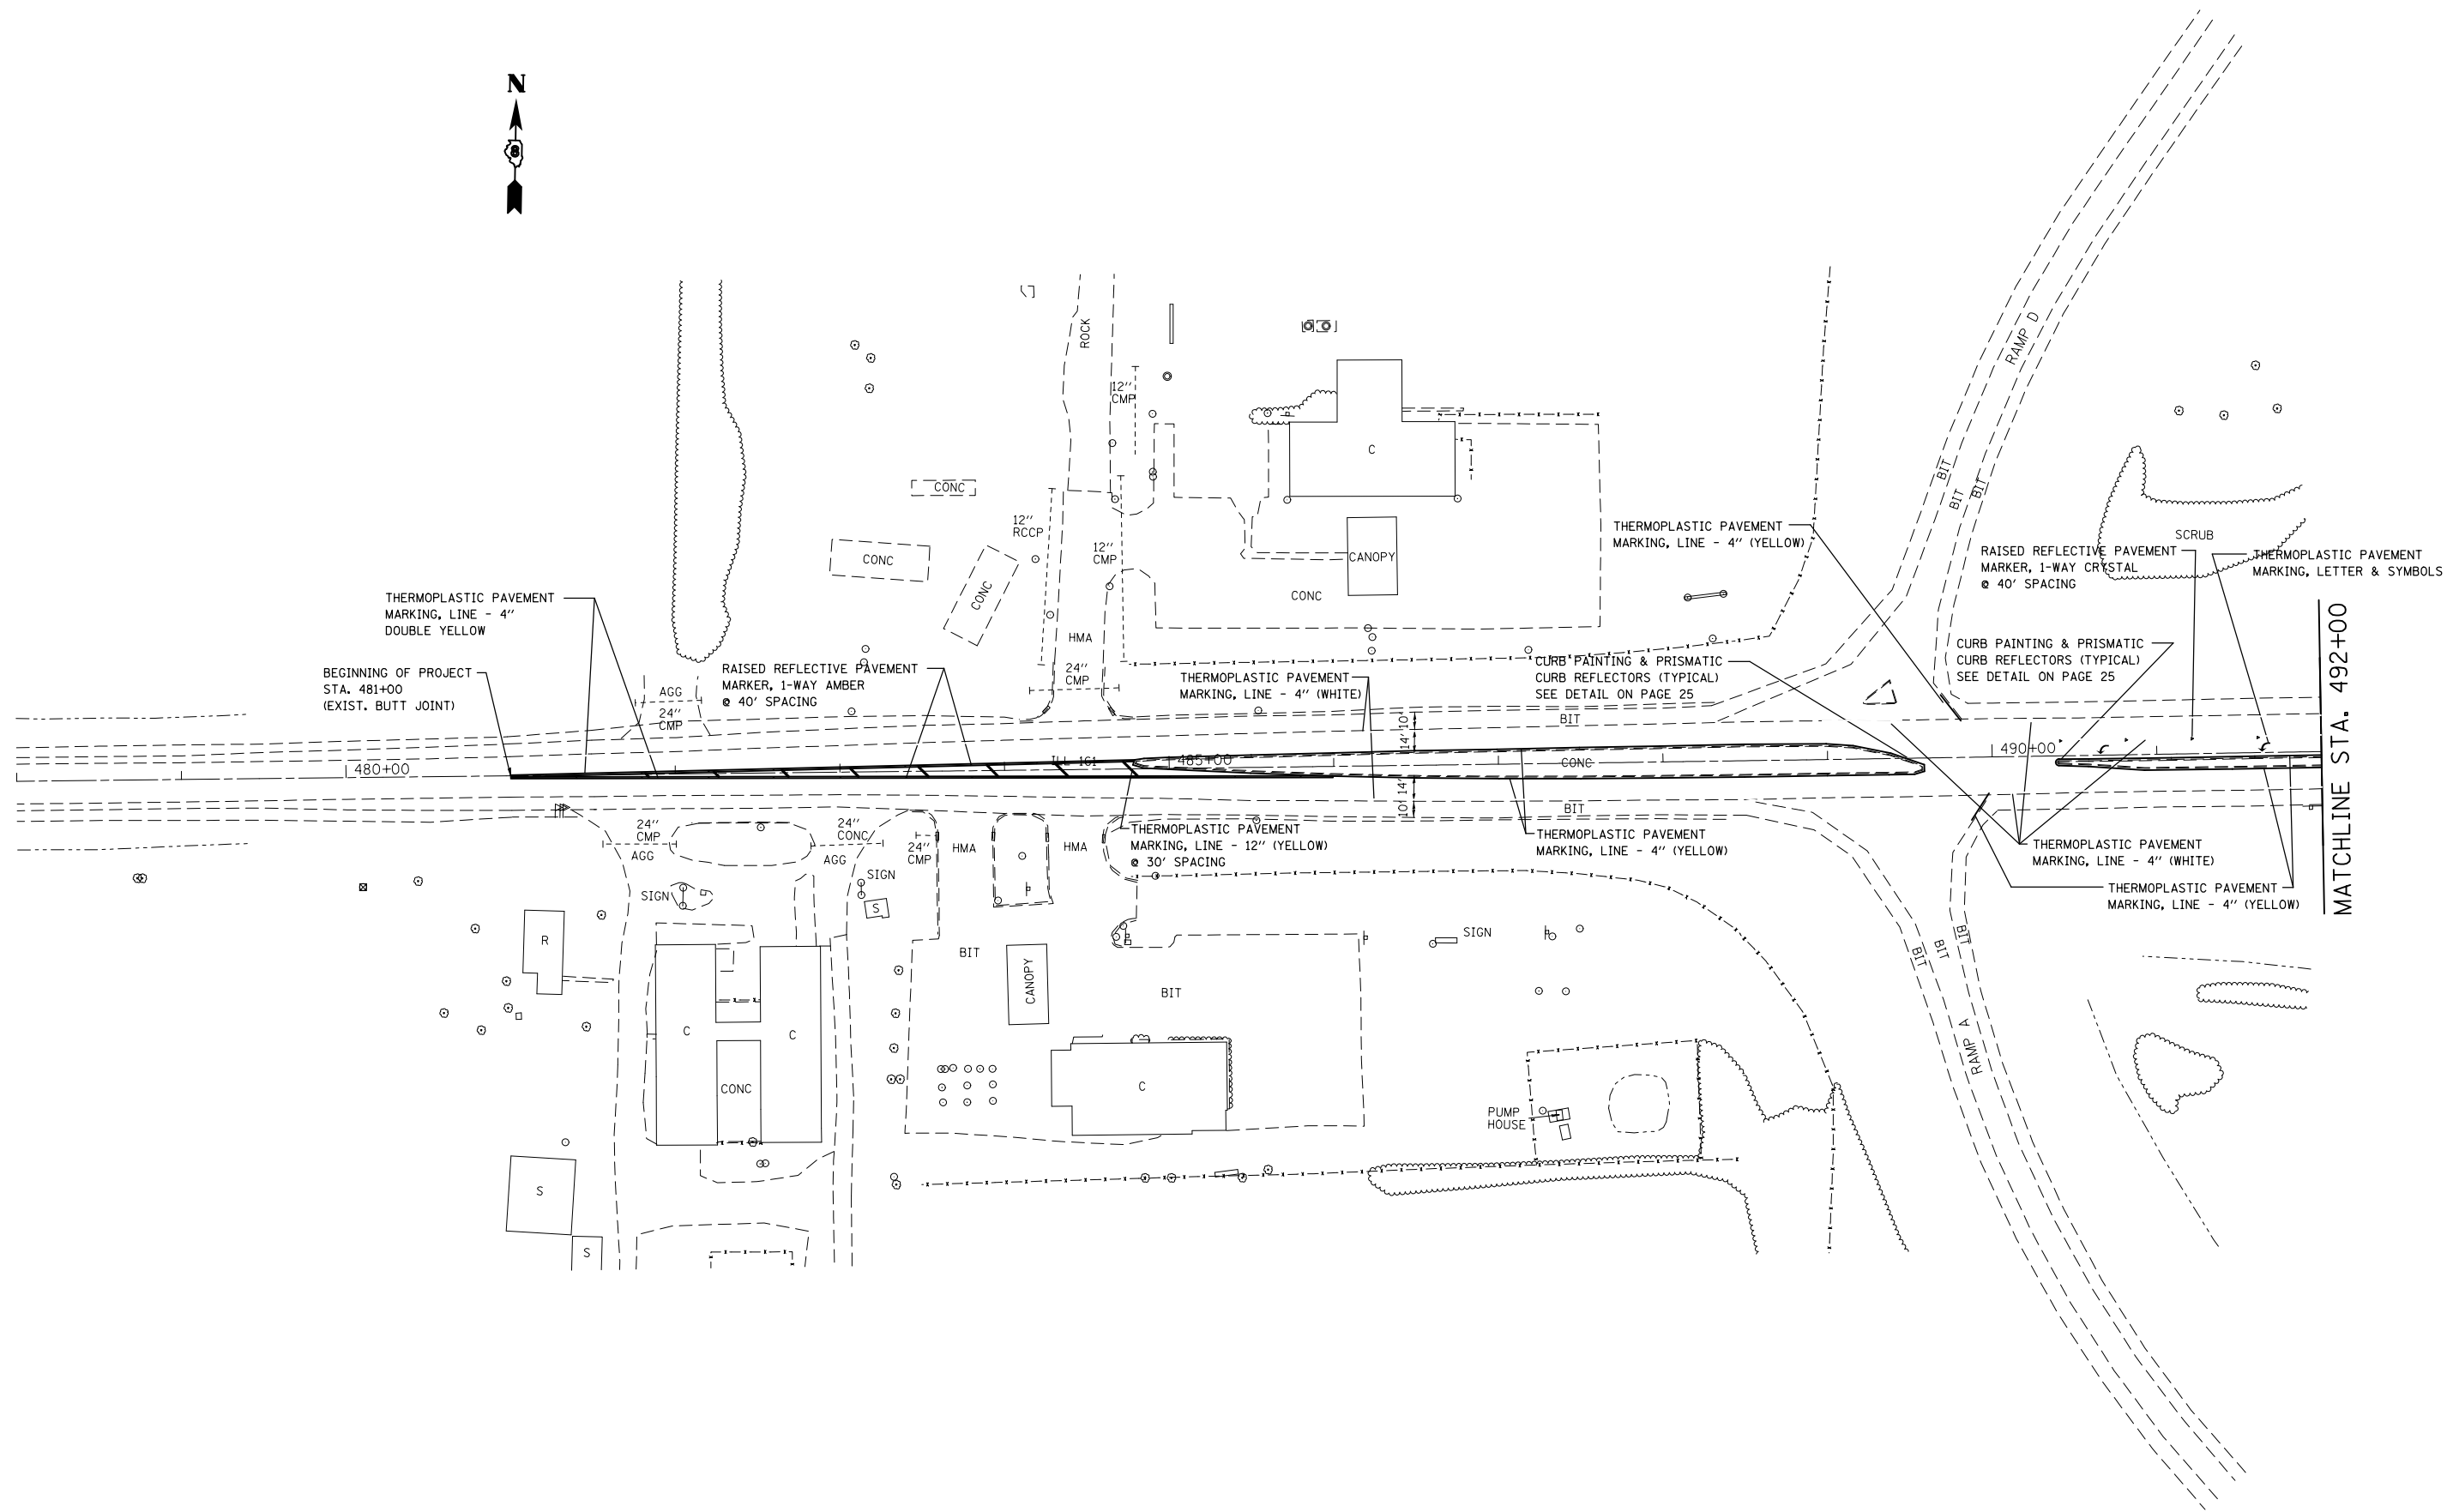 N
8
ROCK
12"
CMP
C
CONC
12"
RCCP
CONC
CONC
12"
CMP
CANOPY
CONC
HMA
24"
CMP
AGG
24"
CMP
RAMP D
BIT
BIT
BIT
SCRUB
THERMOPLASTIC PAVEMENT
MARKING, LINE - 4" (YELLOW)
RAISED REFLECTIVE PAVEMENT
MARKER, 1-WAY CRYSTAL
@ 40' SPACING
THERMOPLASTIC PAVEMENT
MARKING, LETTER & SYMBOLS
THERMOPLASTIC PAVEMENT
MARKING, LINE - 4"
DOUBLE YELLOW
BEGINNING OF PROJECT
STA. 481+00
(EXIST. BUTT JOINT)
RAISED REFLECTIVE PAVEMENT
MARKER, 1-WAY AMBER
@ 40' SPACING
THERMOPLASTIC PAVEMENT
MARKING, LINE - 4" (WHITE)
CURB PAINTING & PRISMATIC
CURB REFLECTORS (TYPICAL)
SEE DETAIL ON PAGE 25
CURB PAINTING & PRISMATIC
CURB REFLECTORS (TYPICAL)
SEE DETAIL ON PAGE 25
MATCHLINE STA. 492+00
480+00
ILL 161
485+00
490+00
10'
14'
14'
10'
BIT
CONC
BIT
24"
CMP
AGG
24"
CONC
AGG
24"
CMP
HMA
HMA
THERMOPLASTIC PAVEMENT
MARKING, LINE - 12" (YELLOW)
@ 30' SPACING
THERMOPLASTIC PAVEMENT
MARKING, LINE - 4" (YELLOW)
THERMOPLASTIC PAVEMENT
MARKING, LINE - 4" (WHITE)
THERMOPLASTIC PAVEMENT
MARKING, LINE - 4" (YELLOW)
SIGN
SIGN
S
R
BIT
CANOPY
BIT
SIGN
BIT
BIT
BIT
RAMP A
C
C
CONC
C
PUMP
HOUSE
S
S